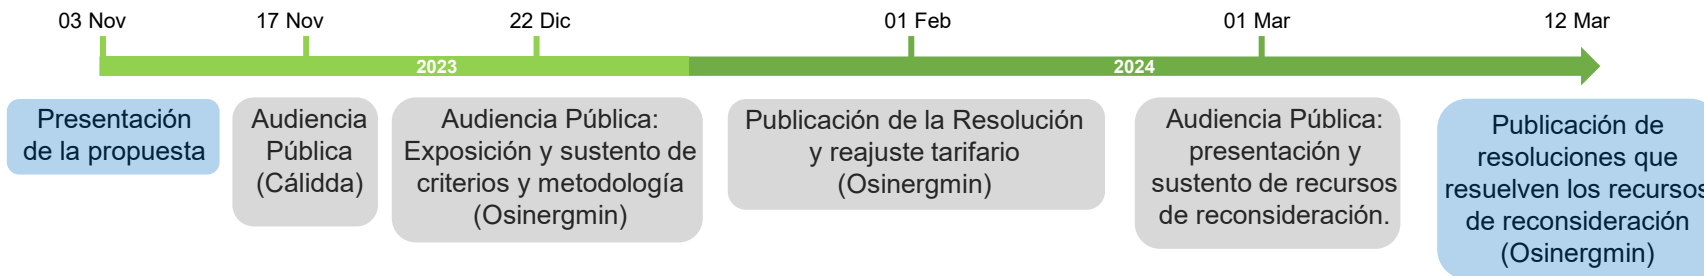 03 Nov
17 Nov
22 Dic
01 Feb
01 Mar
12 Mar
2023
2024
Presentación
de la propuesta
Audiencia
Pública
(Cálidda)
Audiencia Pública:
Exposición y sustento de
criterios y metodología
(Osinergmin)
Publicación de la Resolución
y reajuste tarifario
(Osinergmin)
Audiencia Pública:
presentación y
sustento de recursos
de reconsideración.
Publicación de
resoluciones que
resuelven los recursos
de reconsideración
(Osinergmin)